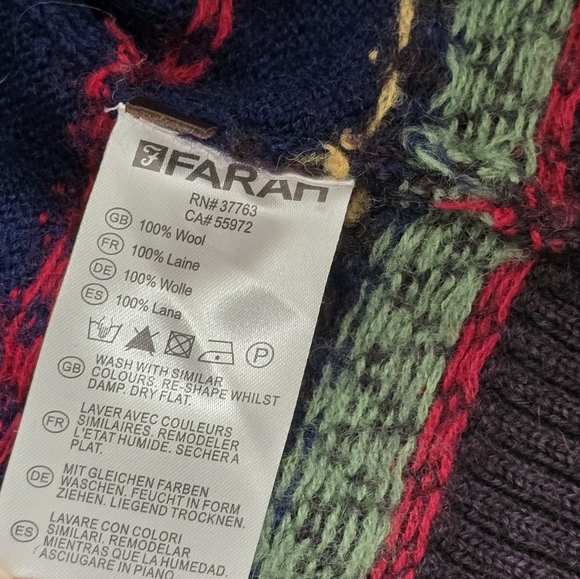 FARAH
RN# 37763
CA# 55972
GB 100% Wool
FR 100% Laine
DE 100% Wolle
ES 100% Lana
P
GB WASH WITH SIMILAR
COLOURS. RE-SHAPE WHILST
DAMP. DRY FLAT.
FR LAVER AVEC COULEURS
SIMILAIRES. REMODELER
L'ETAT HUMIDE. SECHER A
PLAT.
DE MIT GLEICHEN FARBEN
WASCHEN. FEUCHT IN FORM
ZIEHEN. LIEGEND TROCKNEN.
ES LAVARE CON COLORI
SIMILARI. REMODELAR
MIENTRAS QUE LA HUMEDAD.
ASCIUGARE IN PIANO